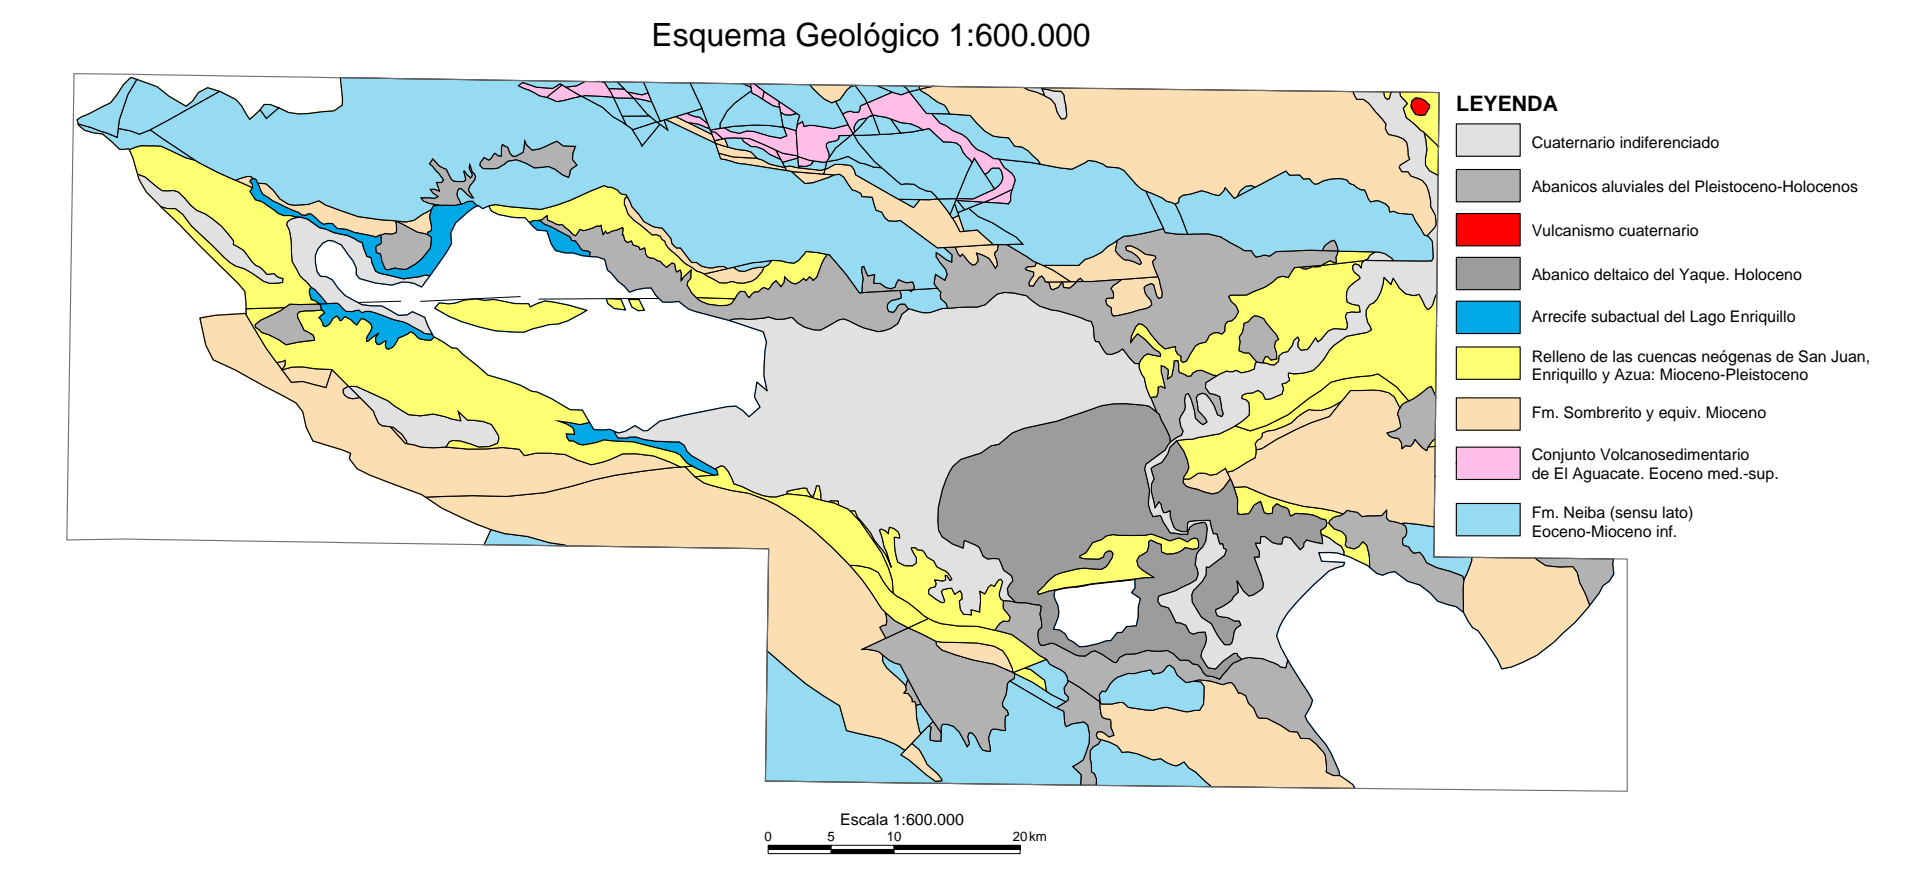 Esquema Geológico 1:600.000
LEYENDA
Cuaternario indiferenciado
Abanicos aluviales del Pleistoceno-Holocenos
Vulcanismo cuaternario
Abanico deltaico del Yaque. Holoceno
Arrecife subactual del Lago Enriquillo
Relleno de las cuencas neógenas de San Juan,
Enriquillo y Azua: Mioceno-Pleistoceno
Fm. Sombrerito y equiv. Mioceno
Conjunto Volcanosedimentario
de El Aguacate. Eoceno med.-sup.
Fm. Neiba (sensu lato)
Eoceno-Mioceno inf.
Escala 1:600.000
0 5 10 20 km